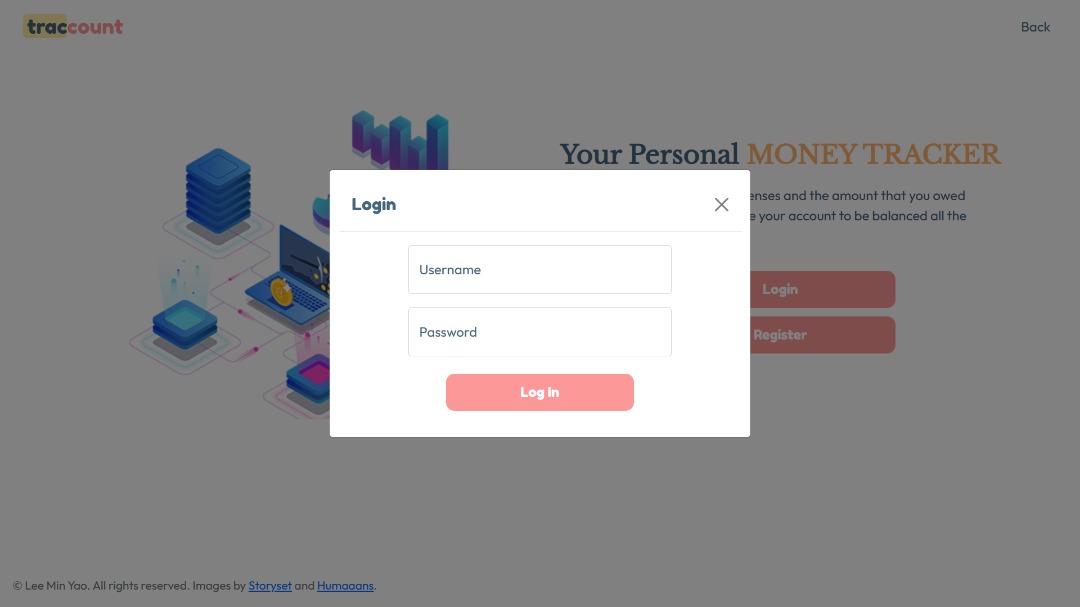 traccount
Back
Your Personal MONEY TRACKER
enses and the amount that you owed
your account to be balanced all the
Login
Username
Password
Log In
Login
Register
© Lee Min Yao. All rights reserved. Images by Storyset and Humaaans.